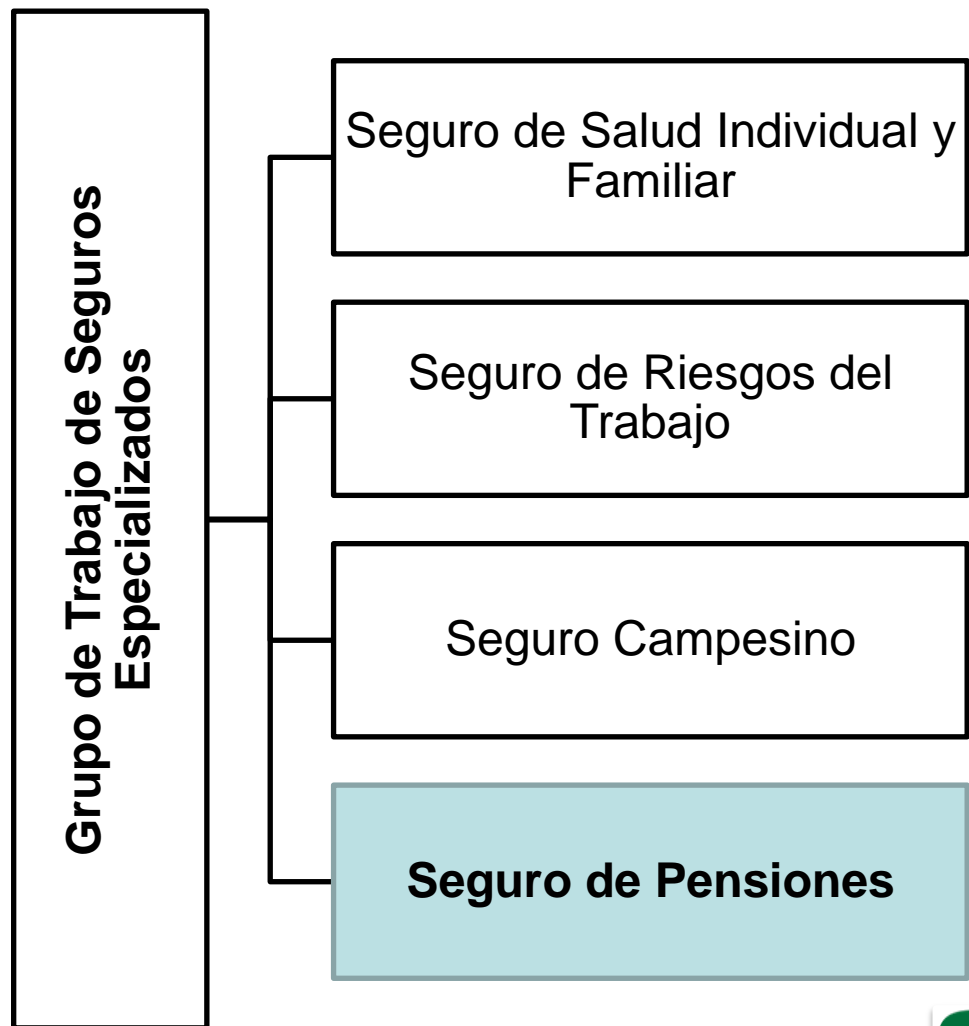 Grupo de Trabajo de Seguros
Especializados
Seguro de Salud Individual y
Familiar
Seguro de Riesgos del
Trabajo
Seguro Campesino
Seguro de Pensiones